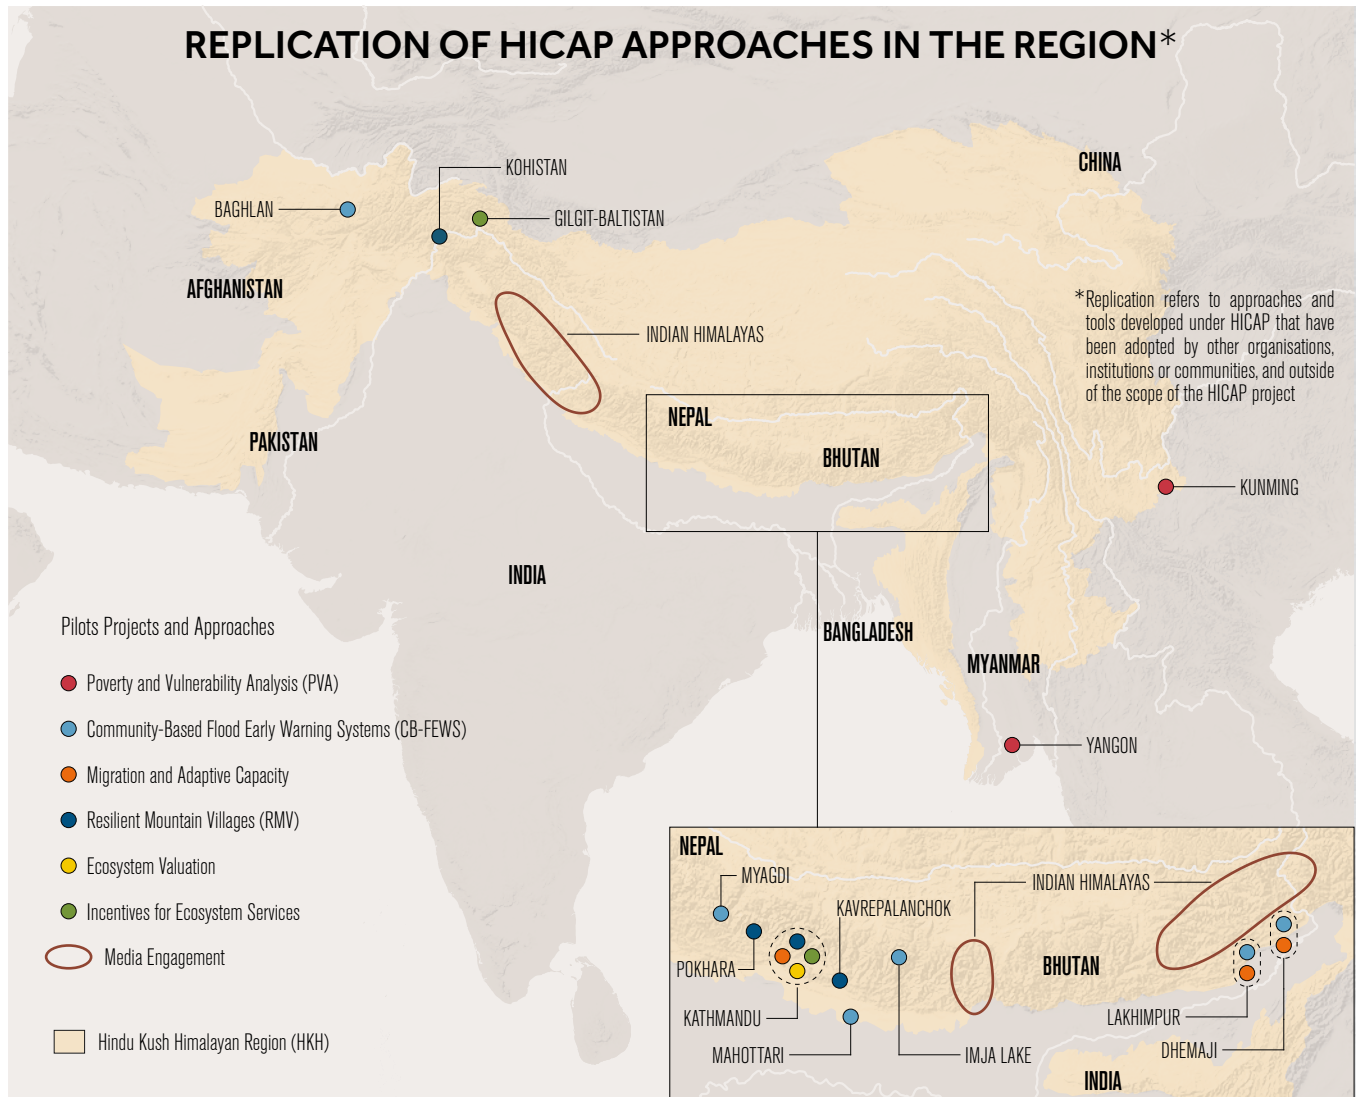 REPLICATION OF HICAP APPROACHES IN THE REGION*
KOHISTAN
CHINA
BAGHLAN
GILGIT-BALTISTAN
AFGHANISTAN
*Replication refers to approaches and
tools developed under HICAP that have
been adopted by other organisations,
institutions or communities, and outside
of the scope of the HICAP project
INDIAN HIMALAYAS
NEPAL
PAKISTAN
BHUTAN
KUNMING
INDIA
BANGLADESH
MYANMAR
YANGON
Pilots Projects and Approaches
Poverty and Vulnerability Analysis (PVA)
Community-Based Flood Early Warning Systems (CB-FEWS)
Migration and Adaptive Capacity
Resilient Mountain Villages (RMV)
Ecosystem Valuation
Incentives for Ecosystem Services
Media Engagement
Hindu Kush Himalayan Region (HKH)
NEPAL
MYAGDI
INDIAN HIMALAYAS
KAVREPALANCHOK
POKHARA
BHUTAN
KATHMANDU
LAKHIMPUR
MAHOTTARI
IMJA LAKE
DHEMAJI
INDIA